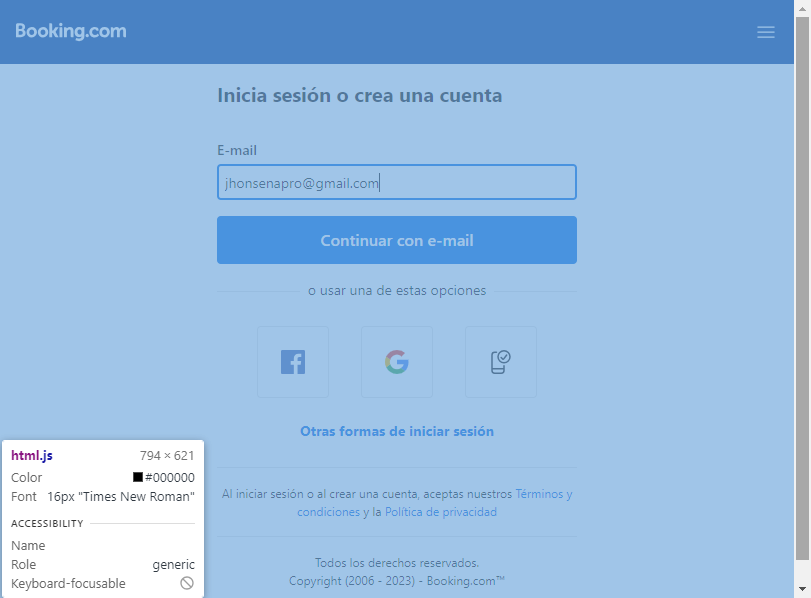 Booking.com
Inicia sesión o crea una cuenta
E-mail
jhonsenapro@gmail.com
Continuar con e-mail
o usar una de estas opciones
Otras formas de iniciar sesión
Al iniciar sesión o al crear una cuenta, aceptas nuestros Términos y
condiciones y la Política de privacidad
Todos los derechos reservados.
Copyright (2006 - 2023) - Booking.com™
html.js 794 × 621
Color #000000
Font 16px "Times New Roman"
ACCESSIBILITY
Name
Role generic
Keyboard-focusable